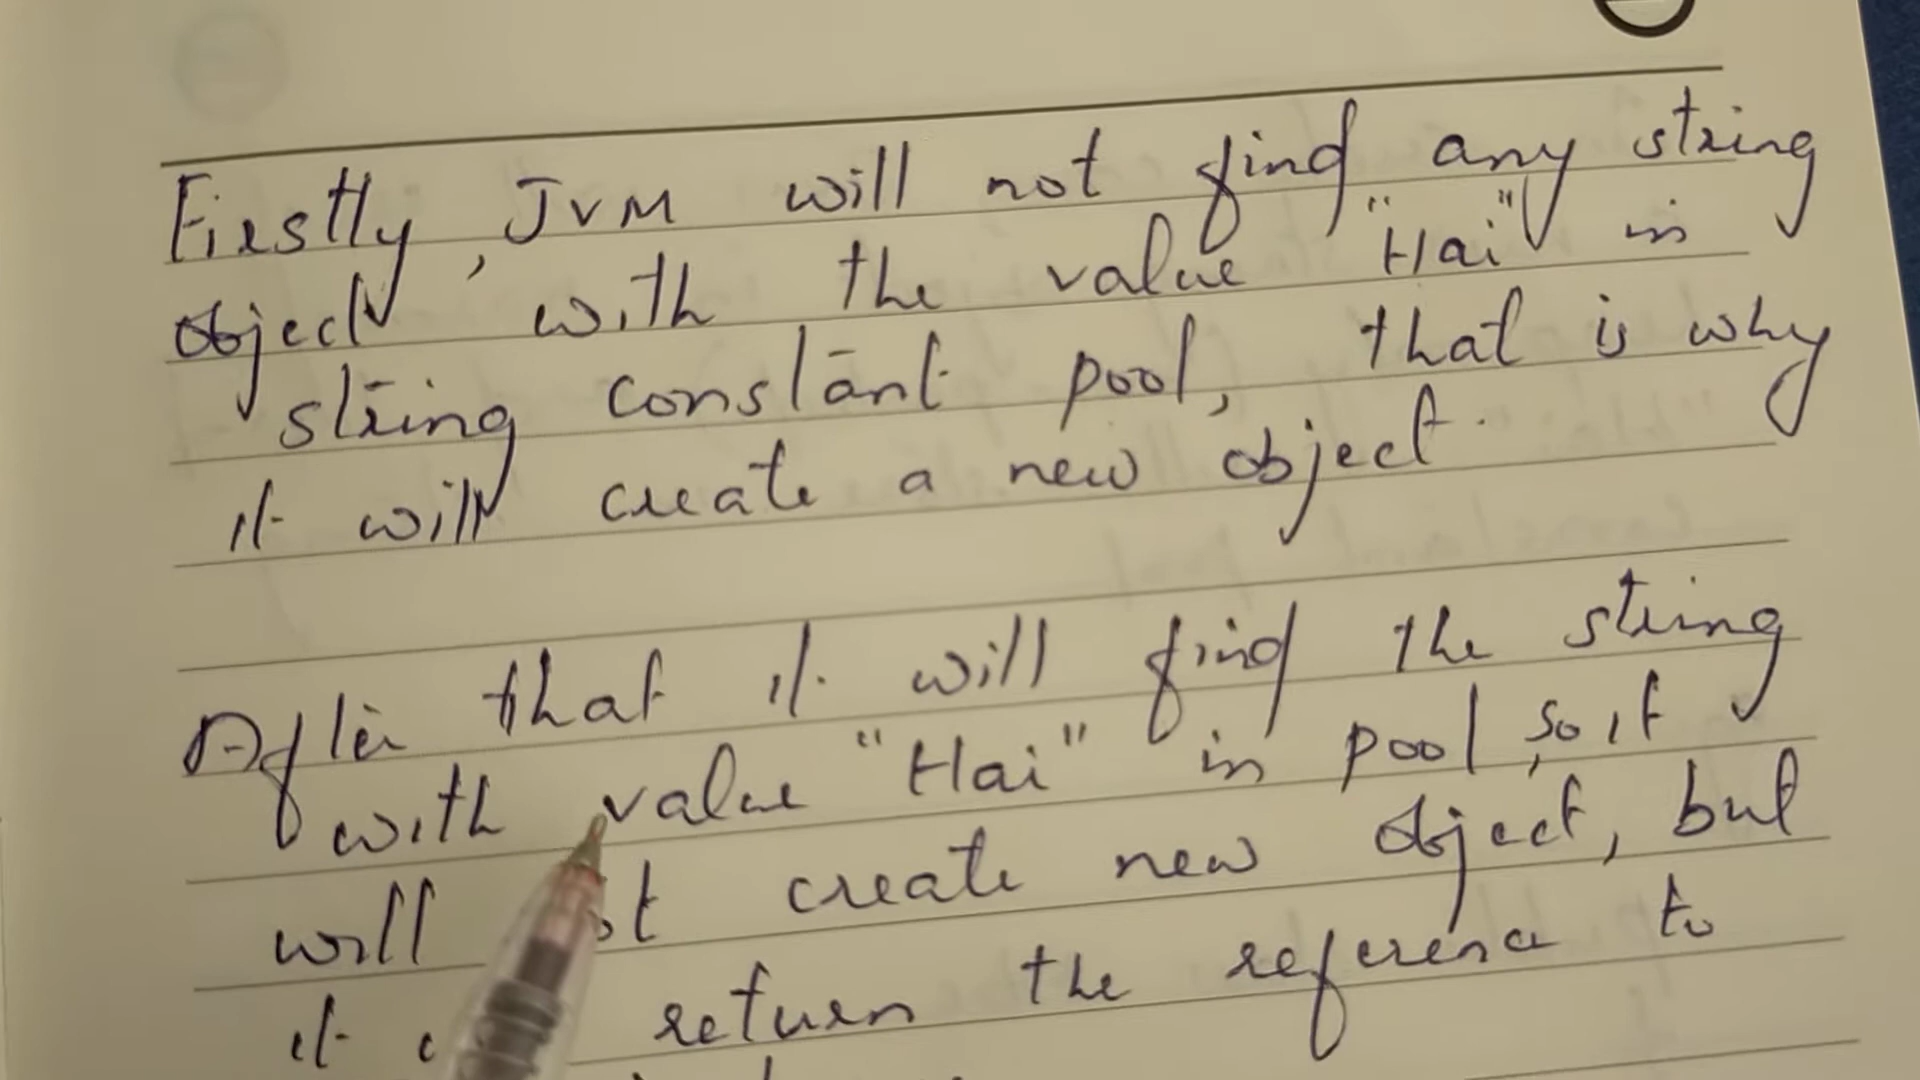 Firstly, JVM will not find any string
object with the value "Hai" in
string constant pool, that is why
it will create a new object.
After that it will find the string
with value "Hai" in pool, so it
will create new object, but
it return the reference to